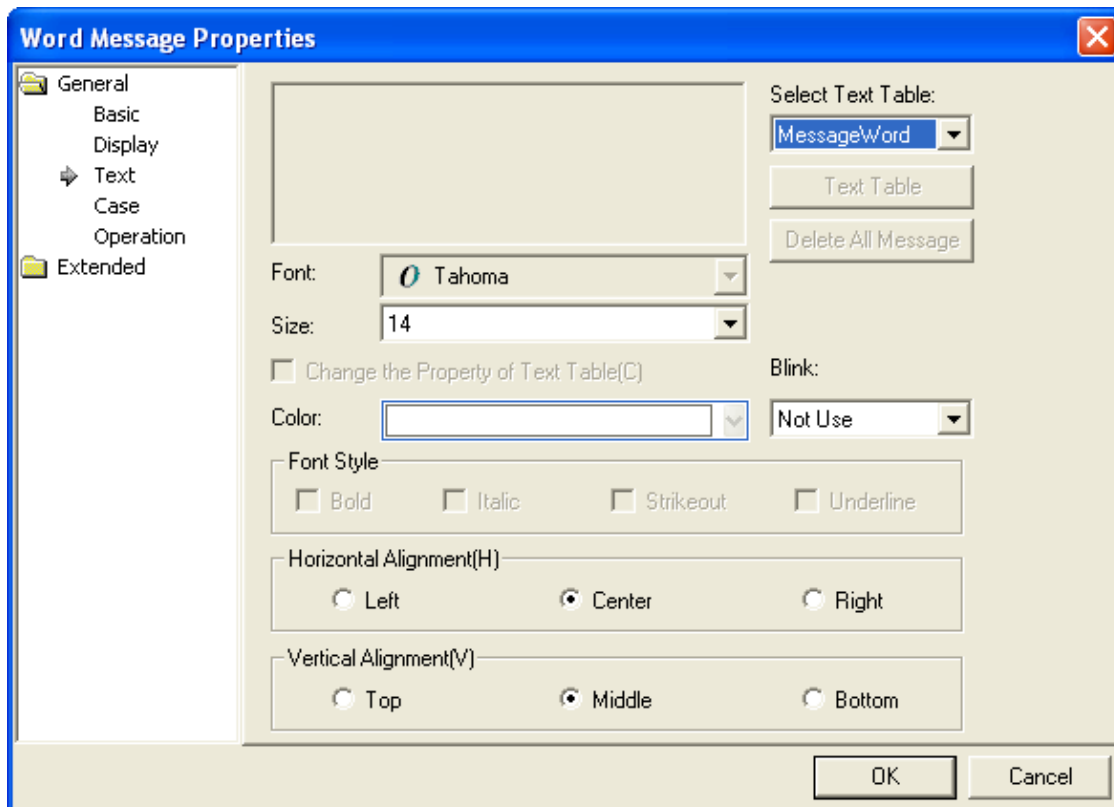 Word Message Properties
General
Basic
Display
Text
Case
Operation
Extended
Select Text Table:
MessageWord
Text Table
Delete All Message
Font:
O Tahoma
Size:
14
Change the Property of Text Table(C)
Blink:
Color:
Not Use
Font Style
Bold Italic Strikeout Underline
Horizontal Alignment(H)
Left Center Right
Vertical Alignment(V)
Top Middle Bottom
OK Cancel